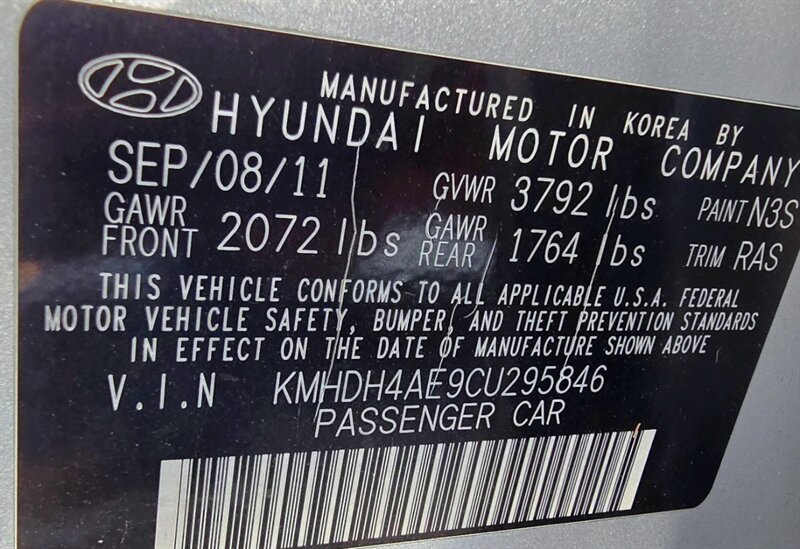 MANUFACTURED IN KOREA BY
HYUNDAI MOTOR COMPANY
SEP/08/11 GVWR 3792 lbs PAINT N3S
GAWR FRONT 2072 lbs GAWR REAR 1764 lbs TRIM RAS
THIS VEHICLE CONFORMS TO ALL APPLICABLE U.S.A. FEDERAL
MOTOR VEHICLE SAFETY, BUMPER, AND THEFT PREVENTION STANDARDS
IN EFFECT ON THE DATE OF MANUFACTURE SHOWN ABOVE
V.I.N KMHDH4AE9CU295846
PASSENGER CAR